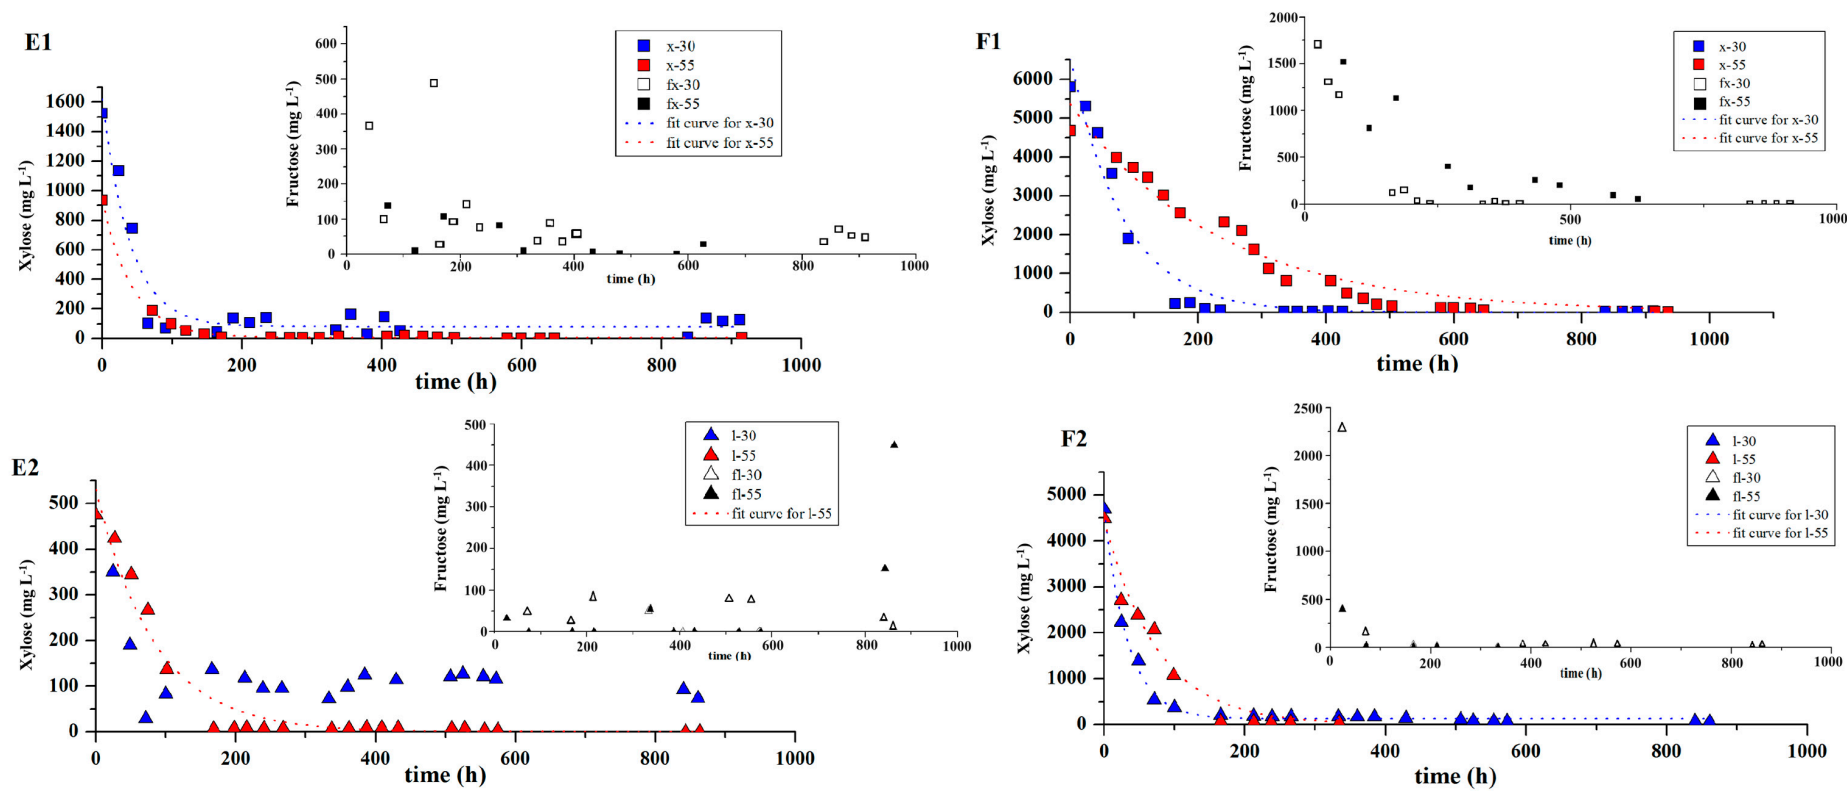 E1
Xylose (mg L-1)
1600
1400
1200
1000
800
600
400
200
0
0 200 400 600 800 1000
time (h)
Fructose (mg L-1)
600
500
400
300
200
100
0
0 200 400 600 800 1000
time (h)
x-30
x-55
fx-30
fx-55
fit curve for x-30
fit curve for x-55
F1
Xylose (mg L-1)
6000
5000
4000
3000
2000
1000
0
0 200 400 600 800 1000
time (h)
Fructose (mg L-1)
2000
1500
1000
500
0
0 500 1000
time (h)
x-30
x-55
fx-30
fx-55
fit curve for x-30
fit curve for x-55
E2
Xylose (mg L-1)
500
400
300
200
100
0
0 200 400 600 800 1000
time (h)
Fructose (mg L-1)
500
400
300
200
100
0
0 200 400 600 800 1000
time (h)
l-30
l-55
fl-30
fl-55
fit curve for l-55
F2
Xylose (mg L-1)
5000
4000
3000
2000
1000
0
0 200 400 600 800 1000
time (h)
Fructose (mg L-1)
2500
2000
1500
1000
500
0
0 200 400 600 800 1000
time (h)
l-30
l-55
fl-30
fl-55
fit curve for l-30
fit curve for l-55